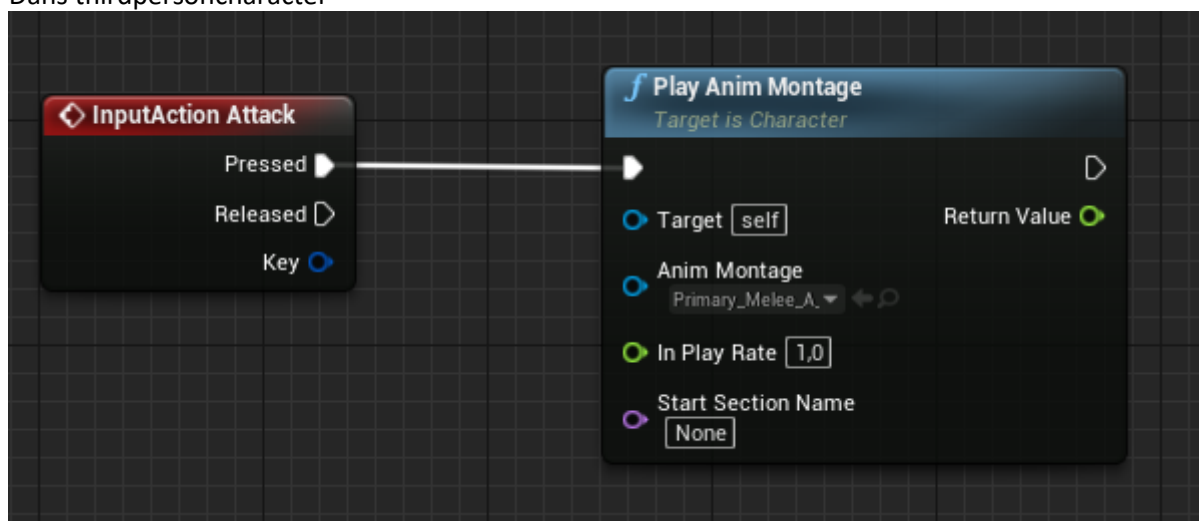 Dans thirdpersoncharacter
InputAction Attack
Pressed
Released
Key
f Play Anim Montage
Target is Character
Target self
Return Value
Anim Montage
Primary_Melee_A_
In Play Rate 1,0
Start Section Name
None